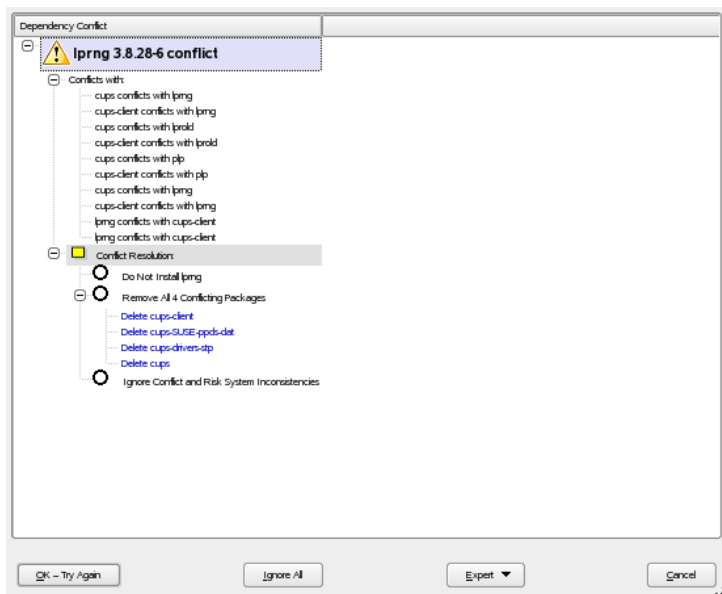 Dependency Conflict
lprng 3.8.28-6 conflict
Conflicts with:
cups conflicts with lprng
cups-client conflicts with lprng
cups conflicts with lprold
cups-client conflicts with lprold
cups conflicts with plp
cups-client conflicts with plp
cups conflicts with lprng
cups-client conflicts with lprng
lprng conflicts with cups-client
lprng conflicts with cups-client
Conflict Resolution:
Do Not Install lprng
Remove All 4 Conflicting Packages
Delete cups-client
Delete cups-SUSE-ppds-dat
Delete cups-drivers-stp
Delete cups
Ignore Conflict and Risk System Inconsistencies
OK – Try Again
Ignore All
Expert
Cancel